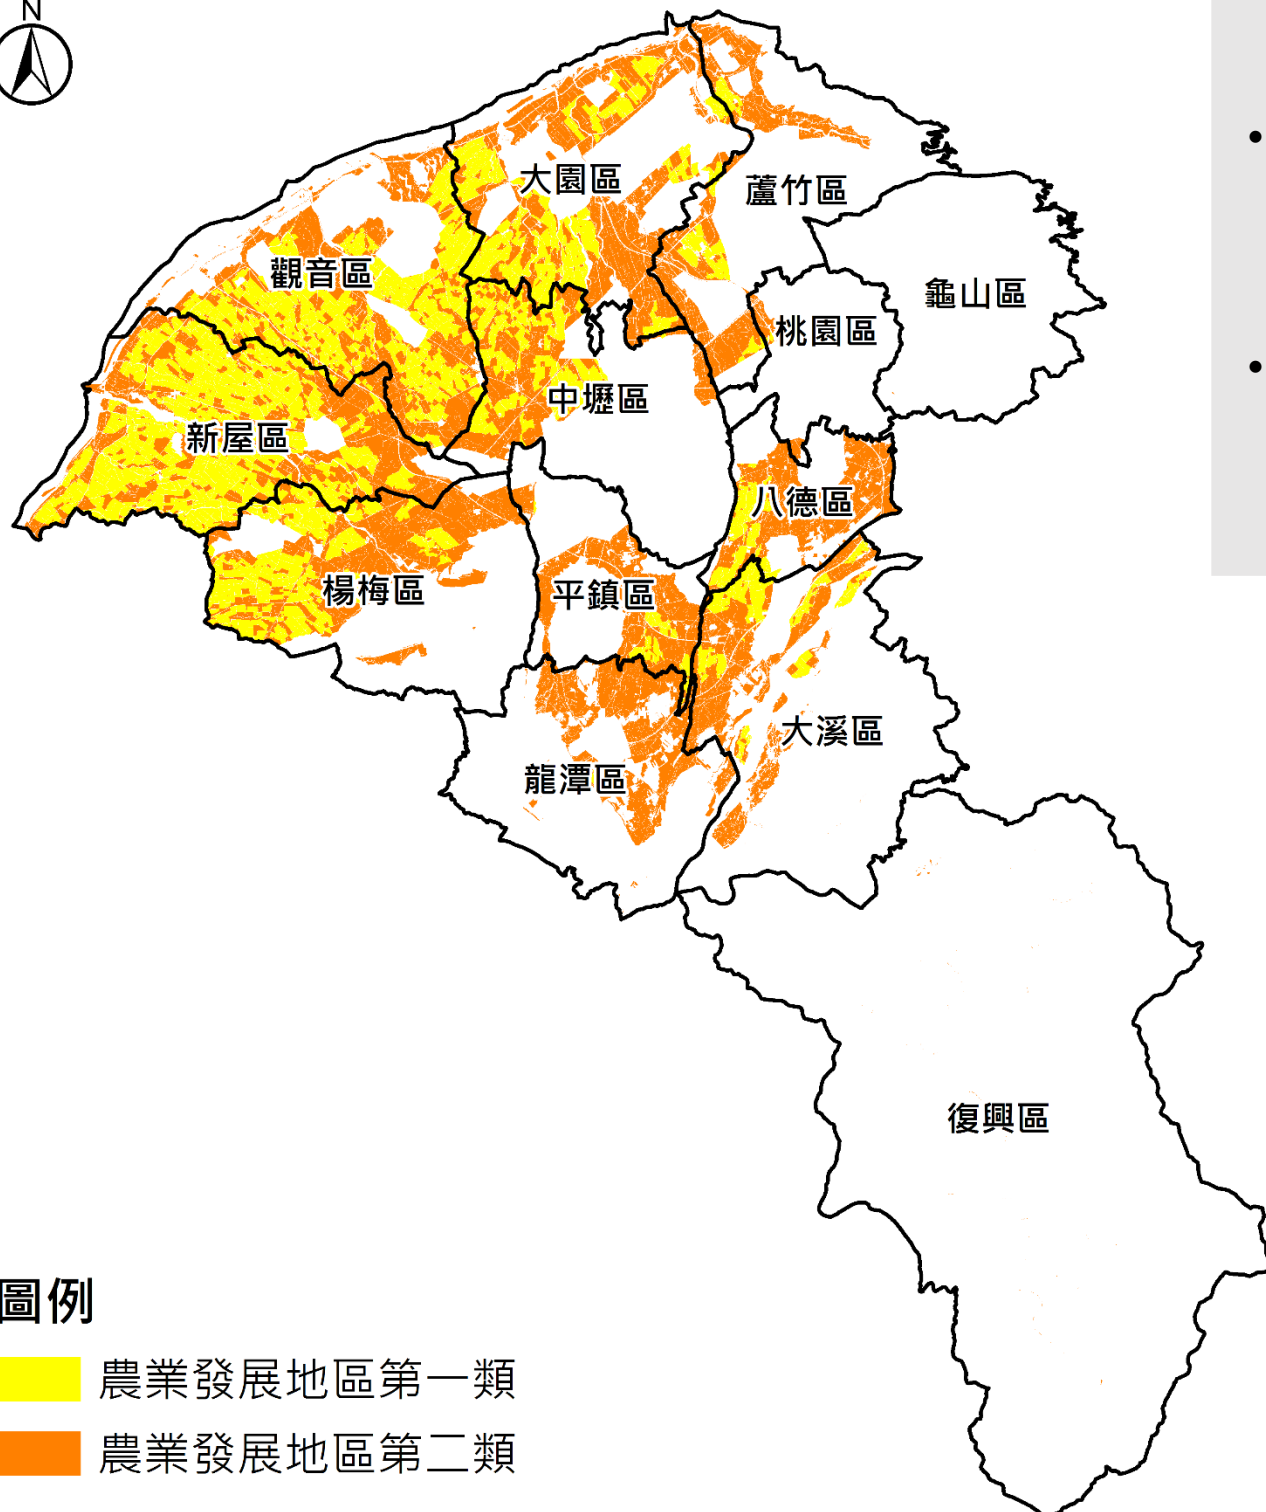 N
大園區
蘆竹區
觀音區
龜山區
桃園區
中壢區
新屋區
八德區
楊梅區
平鎮區
大溪區
龍潭區
復興區
圖例
農業發展地區第一類
農業發展地區第二類